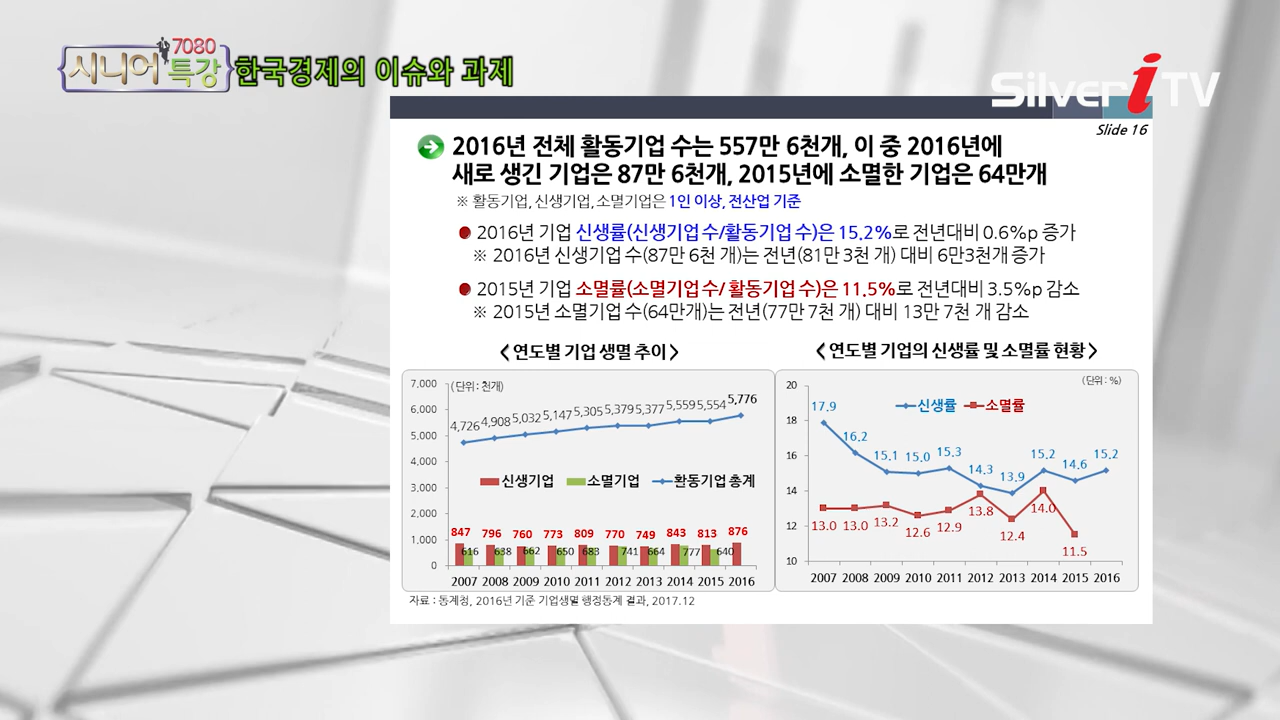 시니어 7080 특강 한국경제의 이슈와 과제
Silver i TV
Slide 16
2016년 전체 활동기업 수는 557만 6천개, 이 중 2016년에
새로 생긴 기업은 87만 6천개, 2015년에 소멸한 기업은 64만개
※ 활동기업, 신생기업, 소멸기업은 1인 이상, 전산업 기준
2016년 기업 신생률(신생기업 수/활동기업 수)은 15.2%로 전년대비 0.6%p 증가
※ 2016년 신생기업 수(87만 6천 개)는 전년(81만 3천 개) 대비 6만3천개 증가
2015년 기업 소멸률(소멸기업 수/ 활동기업 수)은 11.5%로 전년대비 3.5%p 감소
※ 2015년 소멸기업 수(64만개)는 전년(77만 7천 개) 대비 13만 7천 개 감소
< 연도별 기업 생멸 추이 >
7,000 (단위 : 천개)
6,000
5,000
4,000
3,000
2,000
1,000
0
4,726 4,908 5,032 5,147 5,305 5,379 5,377 5,559 5,554 5,776
신생기업 소멸기업 활동기업 총계
847 796 760 773 809 770 749 843 813 876
616 638 662 650 683 741 664 777 640
2007 2008 2009 2010 2011 2012 2013 2014 2015 2016
< 연도별 기업의 신생률 및 소멸률 현황 >
(단위 : %)
20
18
16
14
12
10
신생률 소멸률
17.9 16.2 15.1 15.0 15.3 14.3 13.9 15.2 14.6 15.2
13.0 13.0 13.2 12.6 12.9 13.8 12.4 14.0 11.5
2007 2008 2009 2010 2011 2012 2013 2014 2015 2016
자료 : 통계청, 2016년 기준 기업생멸 행정통계 결과, 2017.12